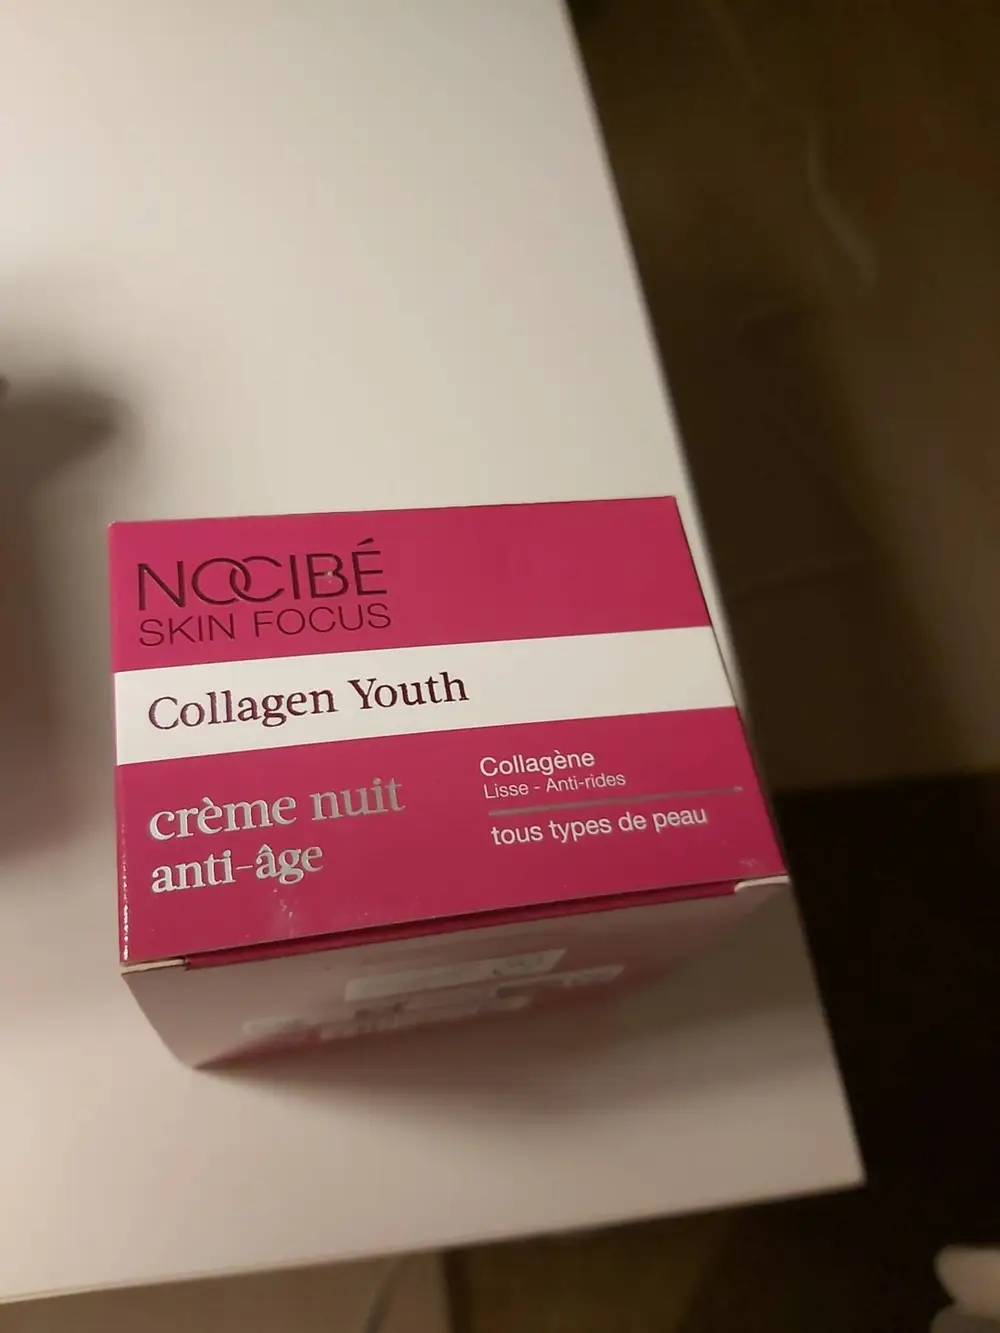 NOCIBÉ
SKIN FOCUS
Collagen Youth
crème nuit
anti-âge
Collagène
Lisse - Anti-rides
tous types de peau